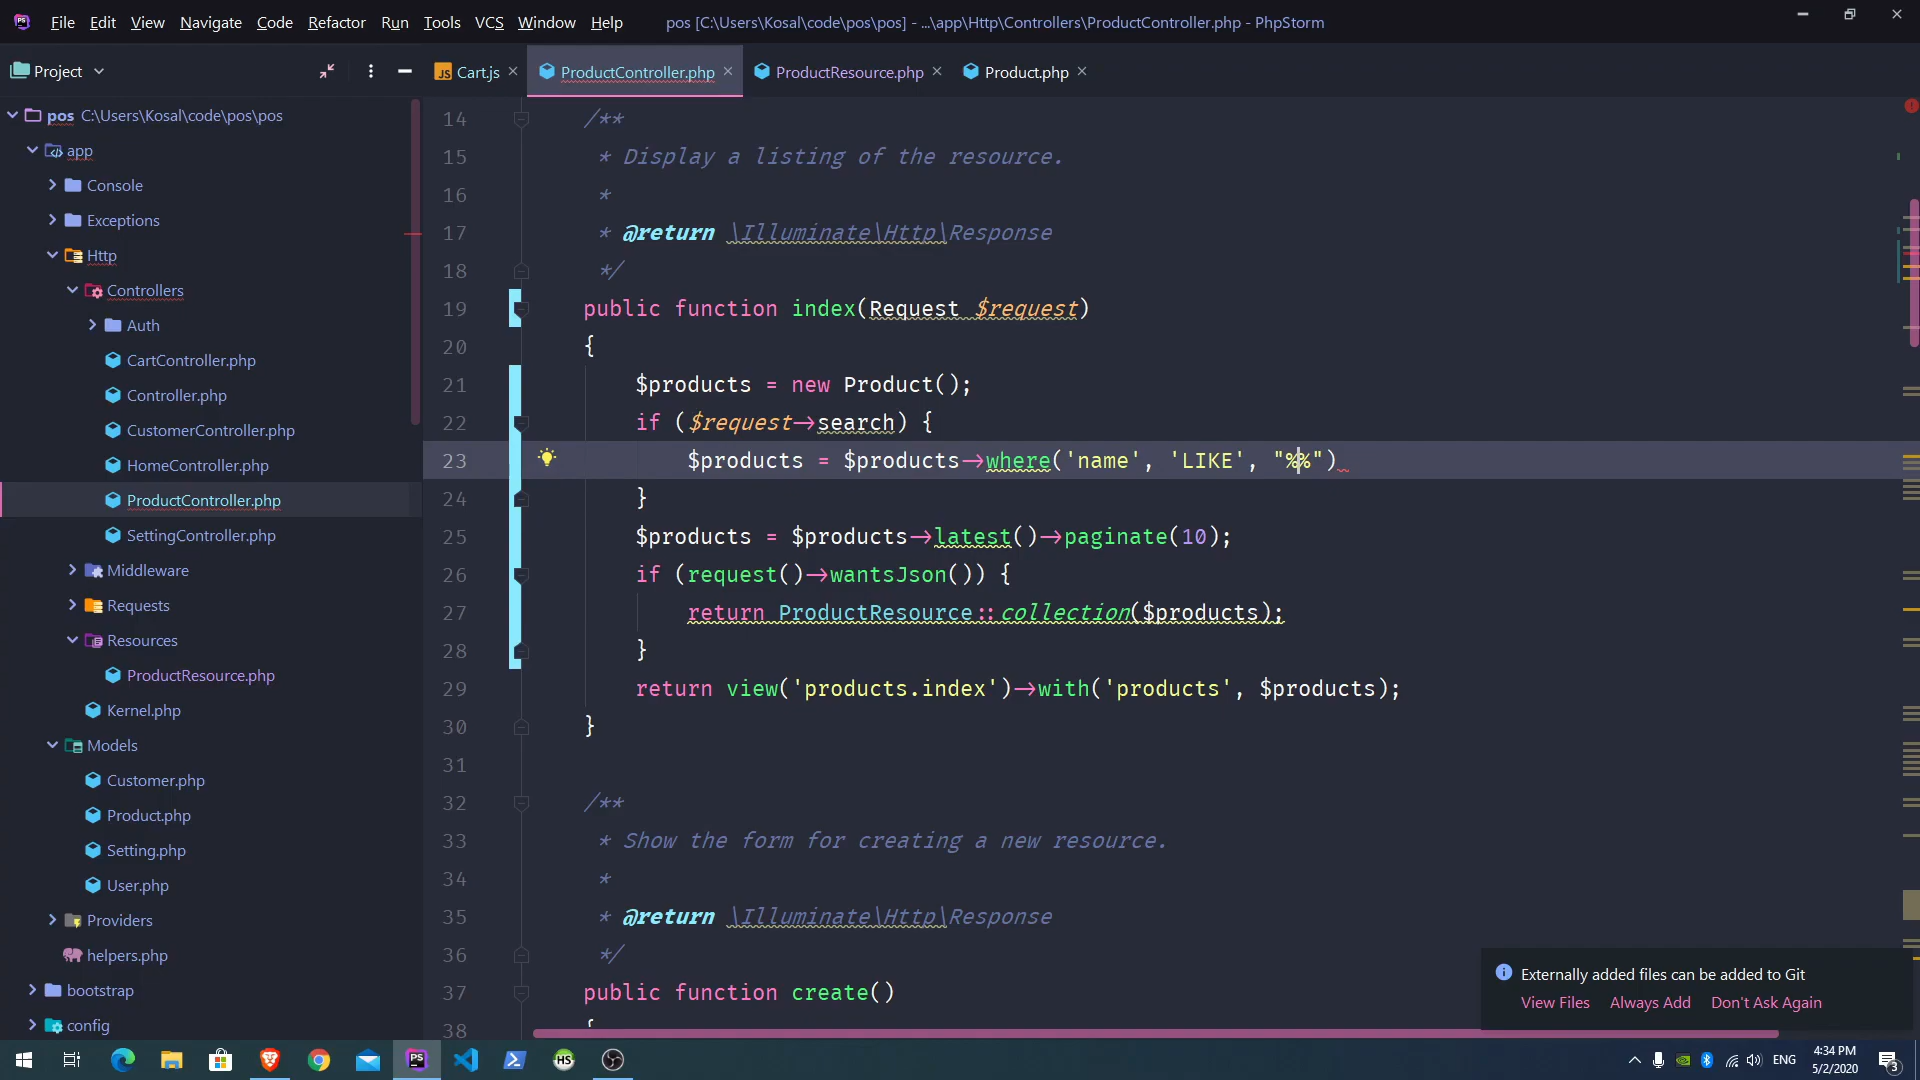 File Edit View Navigate Code Refactor Run Tools VCS Window Help pos [C:\Users\Kosal\code\pos\pos] - ...\app\Http\Controllers\ProductController.php - PhpStorm
Project
Cart.js ProductController.php ProductResource.php Product.php
pos C:\Users\Kosal\code\pos\pos
app
Console
Exceptions
Http
Controllers
Auth
CartController.php
Controller.php
CustomerController.php
HomeController.php
ProductController.php
SettingController.php
Middleware
Requests
Resources
ProductResource.php
Kernel.php
Models
Customer.php
Product.php
Setting.php
User.php
Providers
helpers.php
bootstrap
config
14 /**
15 * Display a listing of the resource.
16 *
17 * @return \Illuminate\Http\Response
18 */
19 public function index(Request $request)
20 {
21 $products = new Product();
22 if ($request->search) {
23 $products = $products->where('name', 'LIKE', "%%")
24 }
25 $products = $products->latest()->paginate(10);
26 if (request()->wantsJson()) {
27 return ProductResource::collection($products);
28 }
29 return view('products.index')->with('products', $products);
30 }
31
32 /**
33 * Show the form for creating a new resource.
34 *
35 * @return \Illuminate\Http\Response
36 */
37 public function create()
38 {
Externally added files can be added to Git
View Files Always Add Don't Ask Again
JS
PS
HS
ENG
4:34 PM
5/2/2020
3